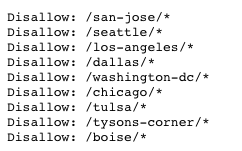 Disallow: /san-jose/*
Disallow: /seattle/*
Disallow: /los-angeles/*
Disallow: /dallas/*
Disallow: /washington-dc/*
Disallow: /chicago/*
Disallow: /tulsa/*
Disallow: /tysons-corner/*
Disallow: /boise/*